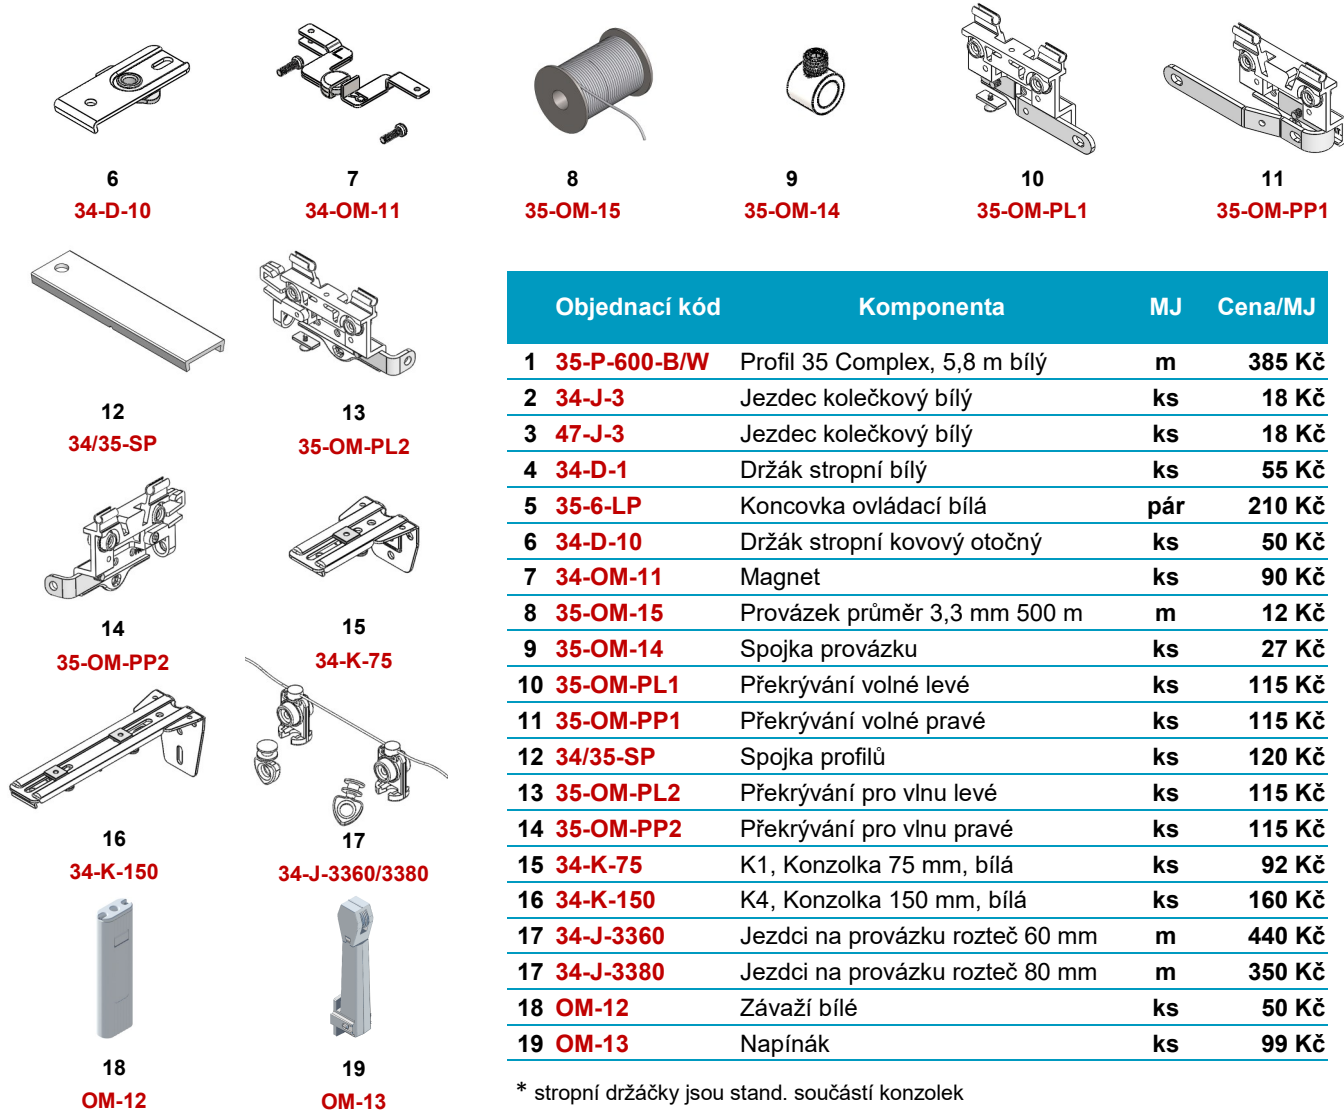 6
7
8
9
10
11
34-D-10
34-OM-11
35-OM-15
35-OM-14
35-OM-PL1
35-OM-PP1
12
13
34/35-SP
35-OM-PL2
14
15
35-OM-PP2
34-K-75
16
17
34-K-150
34-J-3360/3380
18
19
OM-12
OM-13
Objednací kód Komponenta MJ Cena/MJ
1 35-P-600-B/W Profil 35 Complex, 5,8 m bílý m 385 Kč
2 34-J-3 Jezdec kolečkový bílý ks 18 Kč
3 47-J-3 Jezdec kolečkový bílý ks 18 Kč
4 34-D-1 Držák stropní bílý ks 55 Kč
5 35-6-LP Koncovka ovládací bílá pár 210 Kč
6 34-D-10 Držák stropní kovový otočný ks 50 Kč
7 34-OM-11 Magnet ks 90 Kč
8 35-OM-15 Provázek průměr 3,3 mm 500 m m 12 Kč
9 35-OM-14 Spojka provázku ks 27 Kč
10 35-OM-PL1 Překrývání volné levé ks 115 Kč
11 35-OM-PP1 Překrývání volné pravé ks 115 Kč
12 34/35-SP Spojka profilů ks 120 Kč
13 35-OM-PL2 Překrývání pro vlnu levé ks 115 Kč
14 35-OM-PP2 Překrývání pro vlnu pravé ks 115 Kč
15 34-K-75 K1, Konzolka 75 mm, bílá ks 92 Kč
16 34-K-150 K4, Konzolka 150 mm, bílá ks 160 Kč
17 34-J-3360 Jezdci na provázku rozteč 60 mm m 440 Kč
17 34-J-3380 Jezdci na provázku rozteč 80 mm m 350 Kč
18 OM-12 Závaží bílé ks 50 Kč
19 OM-13 Napínák ks 99 Kč
* stropní držáčky jsou stand. součástí konzolek